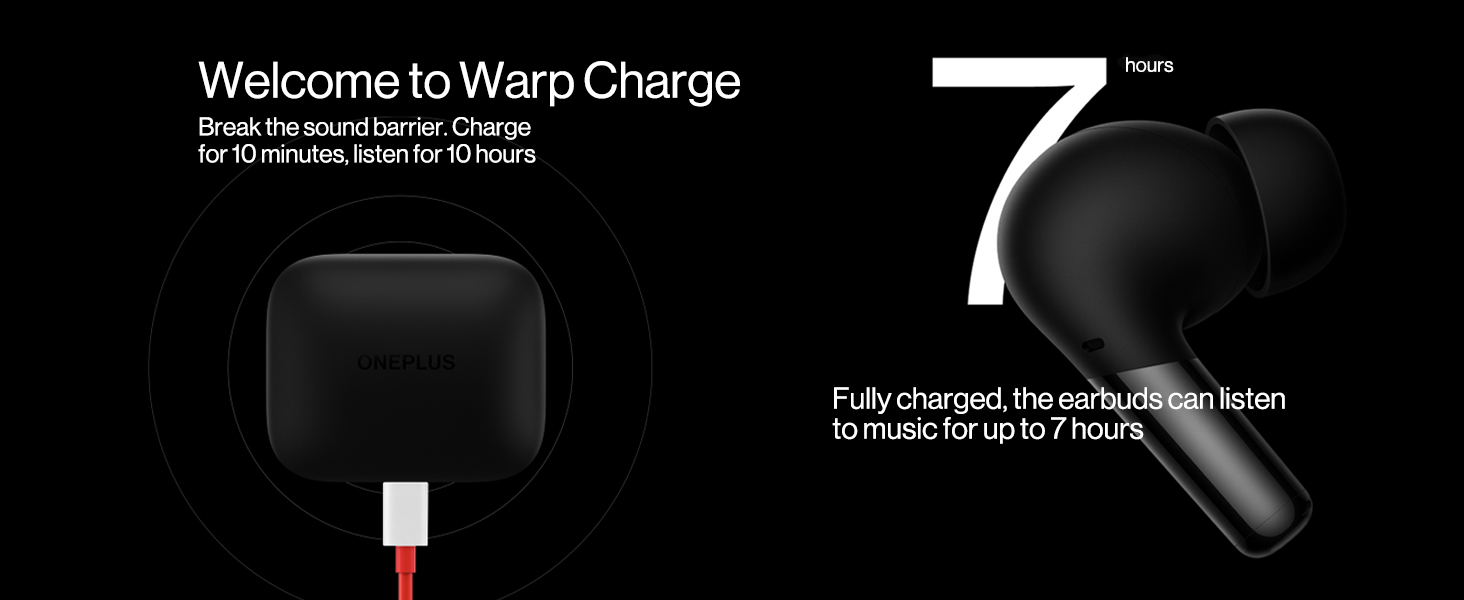 Welcome to Warp Charge
Break the sound barrier. Charge
for 10 minutes, listen for 10 hours
ONEPLUS
7 hours
Fully charged, the earbuds can listen
to music for up to 7 hours